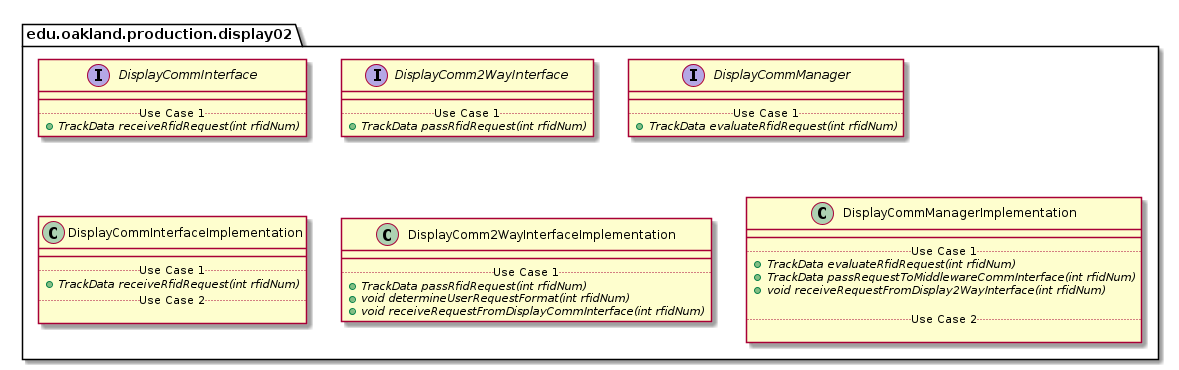 edu.oakland.production.display02
I DisplayCommInterface
Use Case 1
TrackData receiveRfidRequest(int rfidNum)
I DisplayComm2WayInterface
Use Case 1
TrackData passRfidRequest(int rfidNum)
I DisplayCommManager
Use Case 1
TrackData evaluateRfidRequest(int rfidNum)
C DisplayCommInterfaceImplementation
Use Case 1
TrackData receiveRfidRequest(int rfidNum)
Use Case 2
C DisplayComm2WayInterfaceImplementation
Use Case 1
TrackData passRfidRequest(int rfidNum)
void determineUserRequestFormat(int rfidNum)
void receiveRequestFromDisplayCommInterface(int rfidNum)
C DisplayCommManagerImplementation
Use Case 1
TrackData evaluateRfidRequest(int rfidNum)
TrackData passRequestToMiddlewareCommInterface(int rfidNum)
void receiveRequestFromDisplay2WayInterface(int rfidNum)
Use Case 2